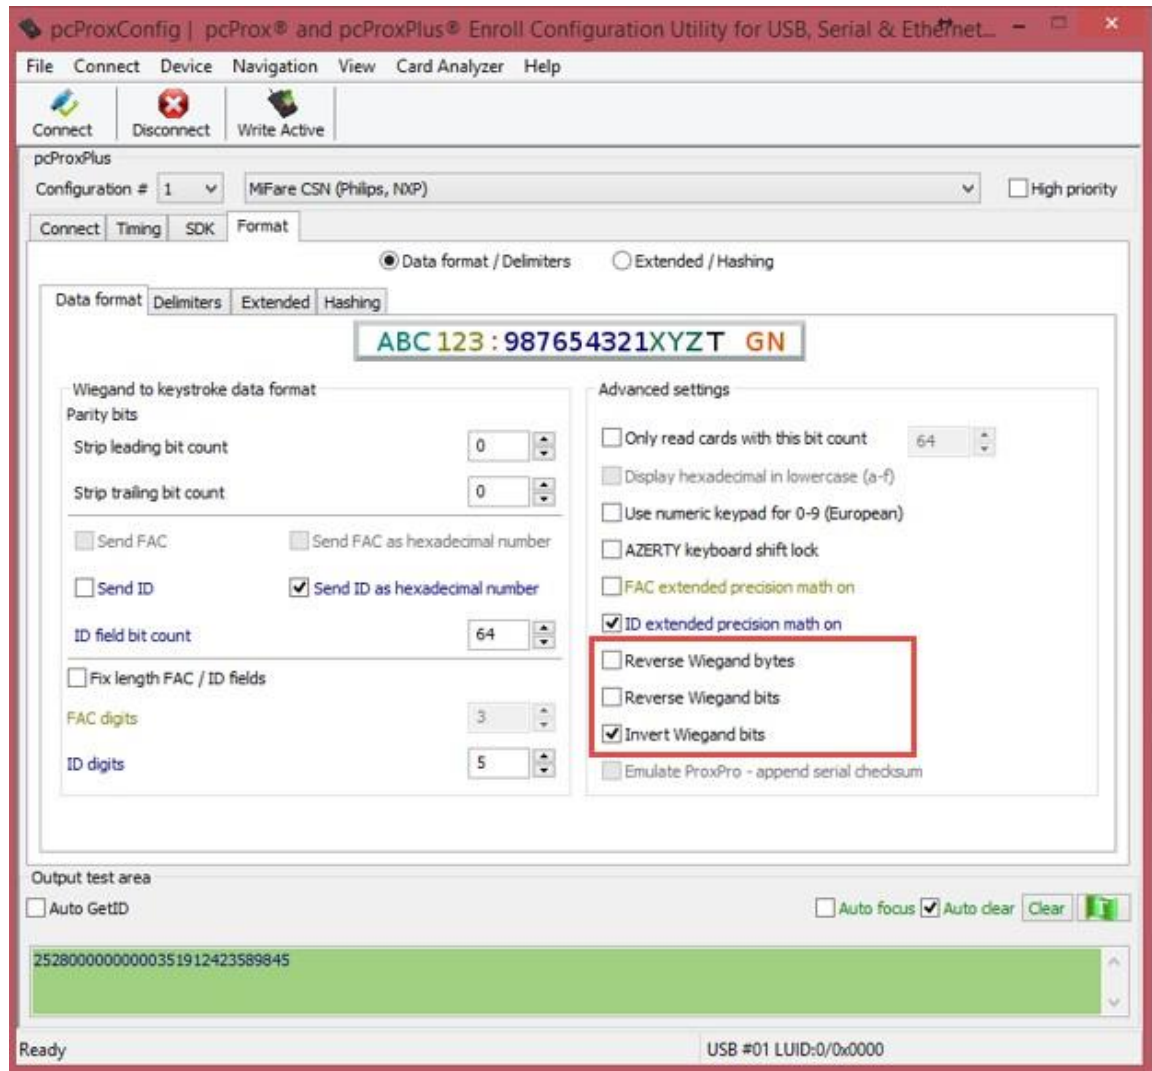 pcProxConfig | pcProx® and pcProxPlus® Enroll Configuration Utility for USB, Serial & Ethernet...
File Connect Device Navigation View Card Analyzer Help
Connect Disconnect Write Active
pcProxPlus
Configuration # 1 MiFare CSN (Philips, NXP) High priority
Connect Timing SDK Format
Data format / Delimiters Extended / Hashing
Data format Delimiters Extended Hashing
ABC123:987654321XYZT GN
Wiegand to keystroke data format
Parity bits
Strip leading bit count 0
Strip trailing bit count 0
Send FAC Send FAC as hexadecimal number
Send ID Send ID as hexadecimal number
ID field bit count 64
Fix length FAC / ID fields
FAC digits 3
ID digits 5
Advanced settings
Only read cards with this bit count 64
Display hexadecimal in lowercase (a-f)
Use numeric keypad for 0-9 (European)
AZERTY keyboard shift lock
FAC extended precision math on
ID extended precision math on
Reverse Wiegand bytes
Reverse Wiegand bits
Invert Wiegand bits
Emulate ProxPro - append serial checksum
Output test area
Auto GetID Auto focus Auto clear Clear
2528000000000351912423589845
Ready USB #01 LUID:0/0x0000